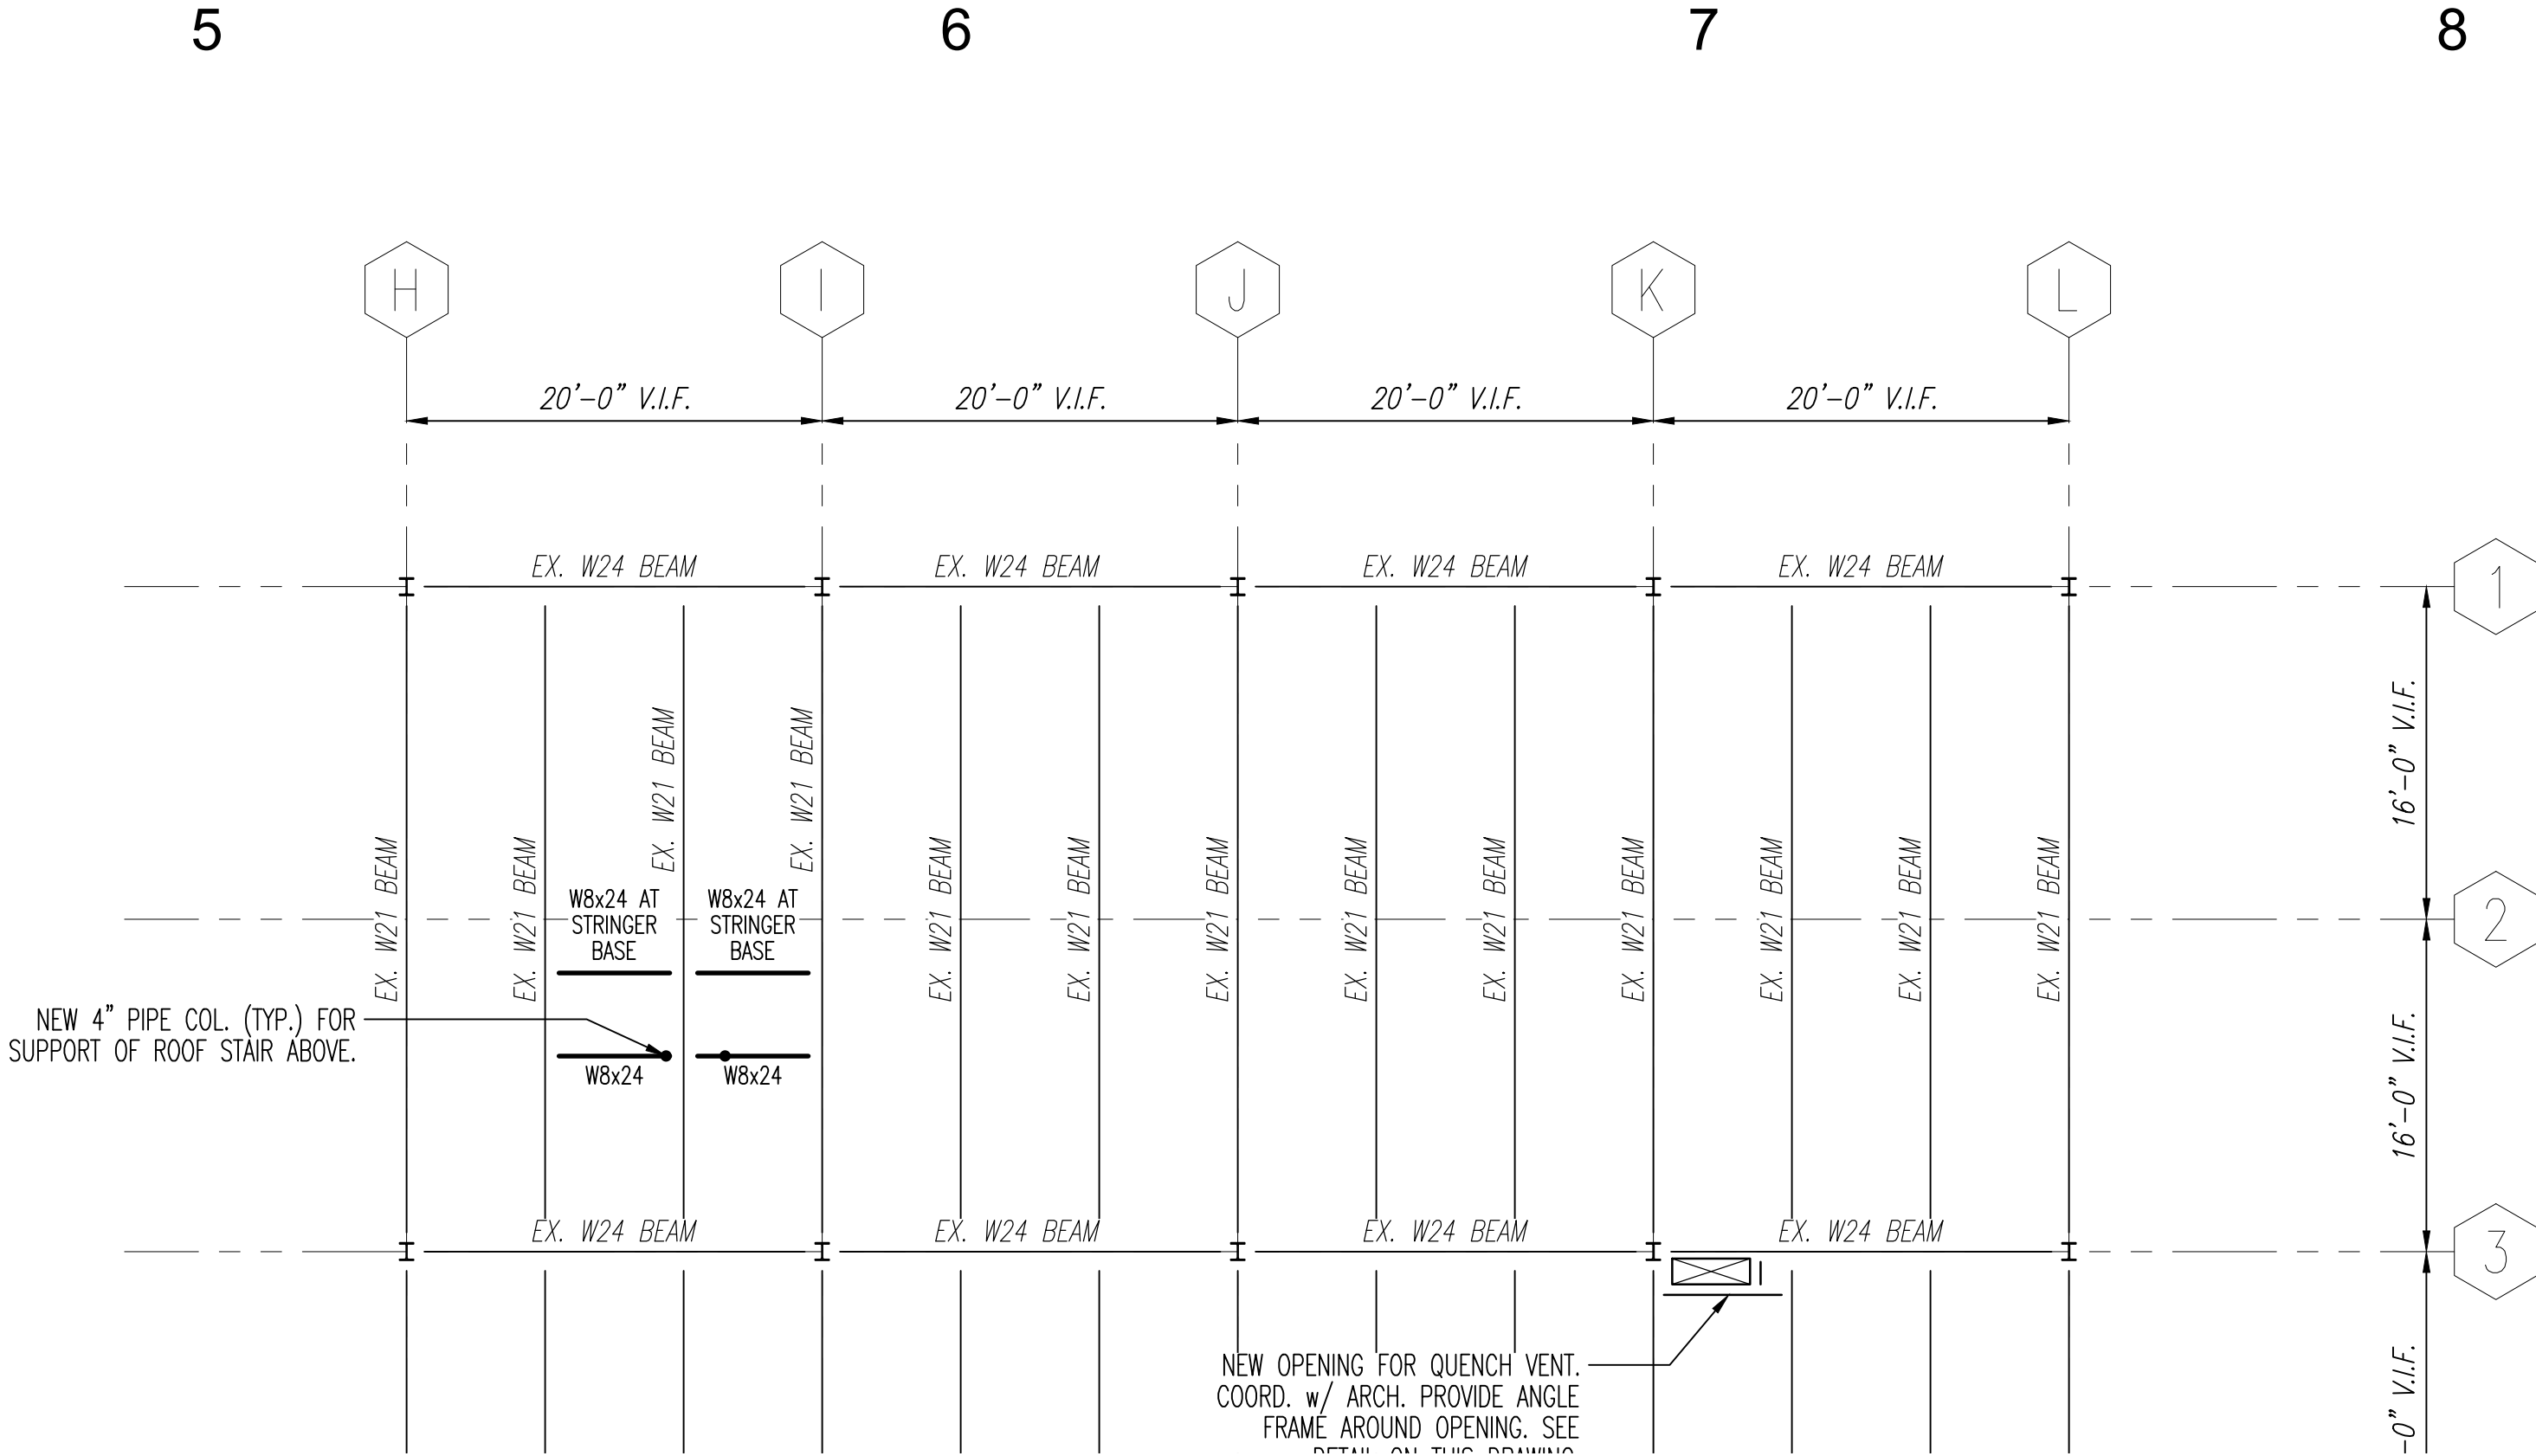 5 6 7 8
H I J K L
20'-0" V.I.F. 20'-0" V.I.F. 20'-0" V.I.F. 20'-0" V.I.F.
EX. W24 BEAM EX. W24 BEAM EX. W24 BEAM EX. W24 BEAM
1
16'-0" V.I.F.
EX. W21 BEAM
EX. W21 BEAM
EX. W21 BEAM
EX. W21 BEAM
EX. W21 BEAM
EX. W21 BEAM
EX. W21 BEAM
EX. W21 BEAM
EX. W21 BEAM
EX. W21 BEAM
EX. W21 BEAM
EX. W21 BEAM
EX. W21 BEAM
W8x24 AT
STRINGER
BASE
W8x24 AT
STRINGER
BASE
2
16'-0" V.I.F.
NEW 4" PIPE COL. (TYP.) FOR
SUPPORT OF ROOF STAIR ABOVE.
W8x24 W8x24
EX. W24 BEAM EX. W24 BEAM EX. W24 BEAM EX. W24 BEAM
3
-0" V.I.F.
NEW OPENING FOR QUENCH VENT.
COORD. w/ ARCH. PROVIDE ANGLE
FRAME AROUND OPENING. SEE
DETAIL ON THIS DRAWING.